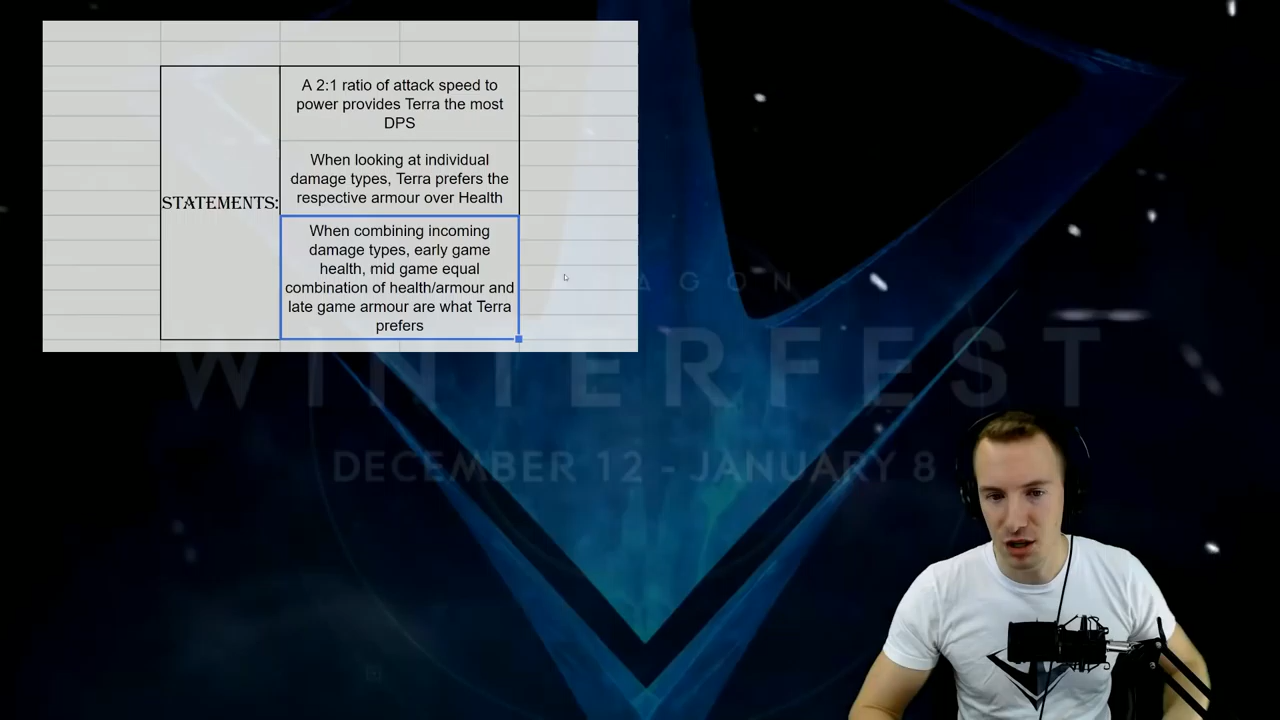 A 2:1 ratio of attack speed to
power provides Terra the most
DPS
When looking at individual
damage types, Terra prefers the
respective armour over Health
STATEMENTS:
When combining incoming
damage types, early game
health, mid game equal
combination of health/armour and
late game armour are what Terra
prefers
AGON
WINTERFEST
DECEMBER 12 - JANUARY 8